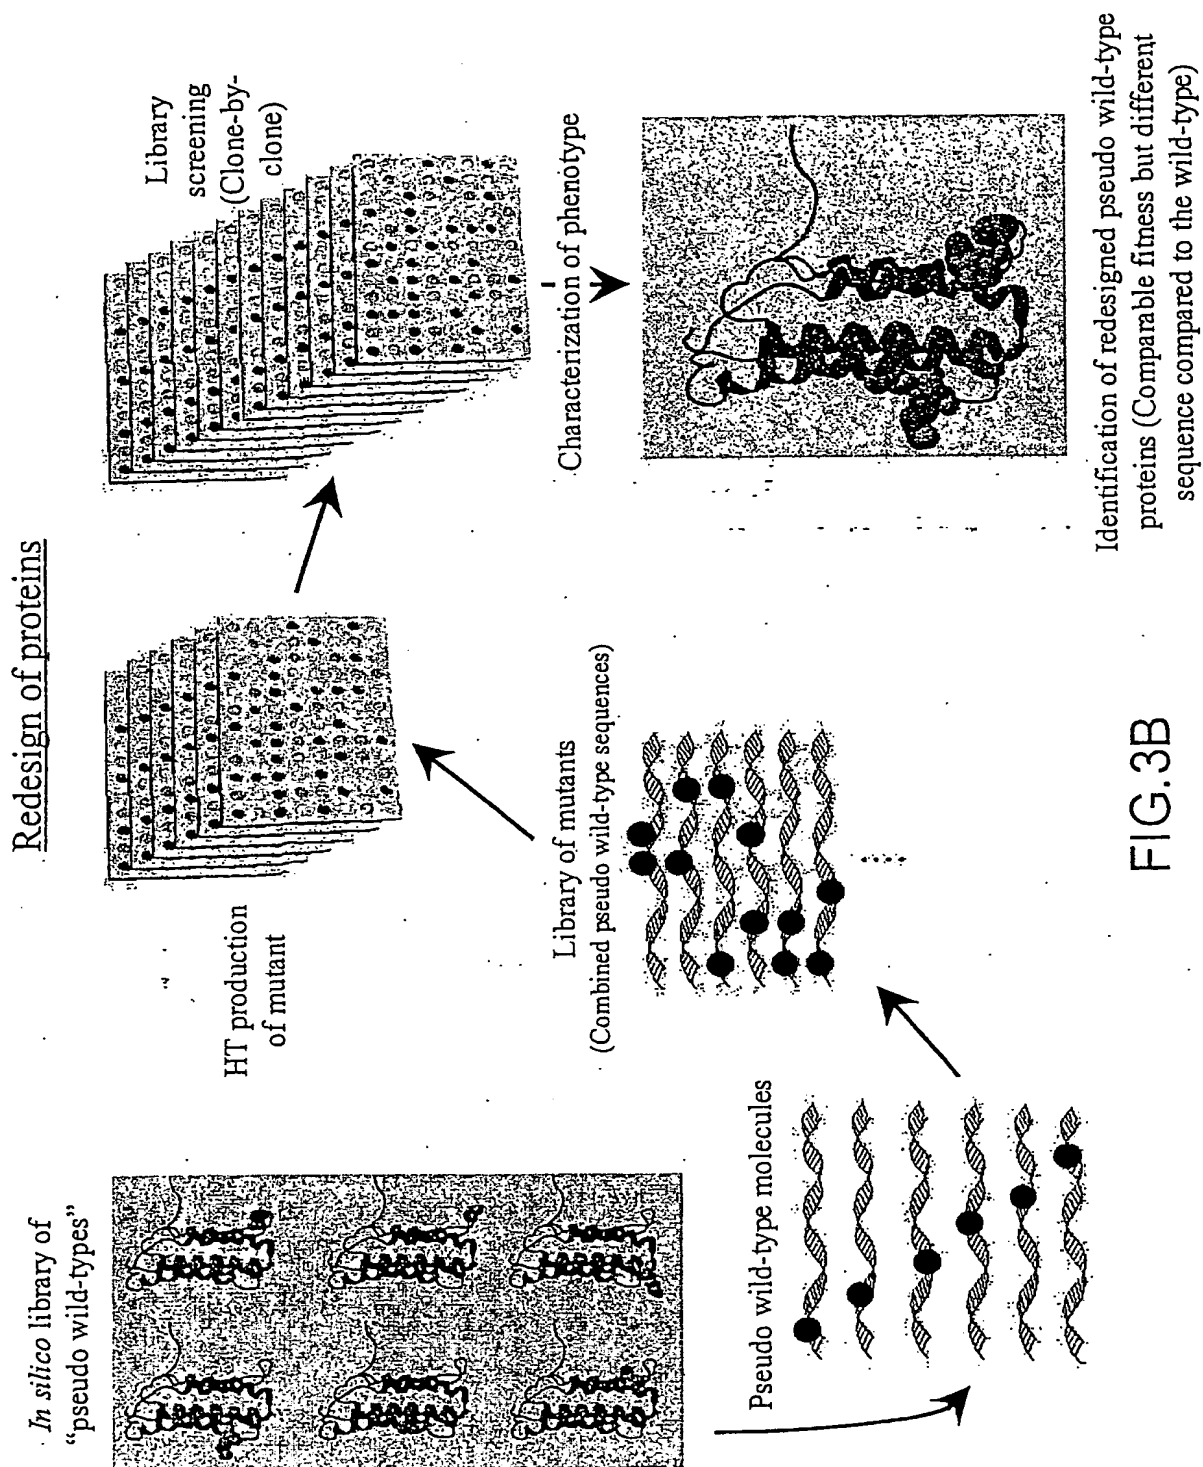 Redesign of proteins
In silico library of
“pseudo wild-types”
Pseudo wild-type molecules
Library of mutants
(Combined pseudo wild-type sequences)
HT production
of mutant
Library
screening
(Clone-by-
clone)
Characterization of phenotype
Identification of redesigned pseudo wild-type
proteins (Comparable fitness but different
sequence compared to the wild-type)
FIG.3B